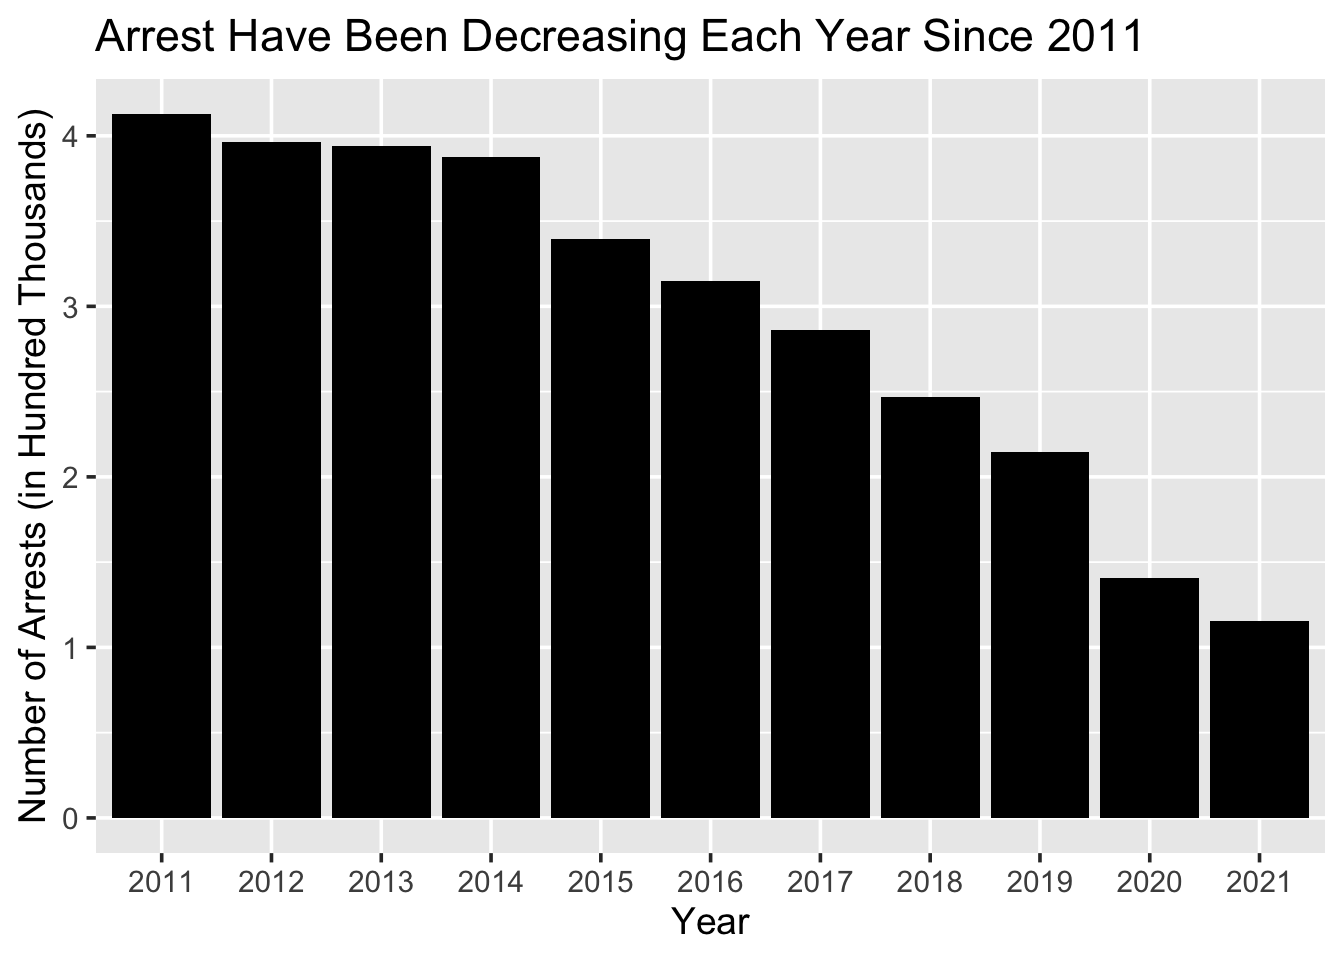 Arrest Have Been Decreasing Each Year Since 2011
Number of Arrests (in Hundred Thousands)
4
3
2
1
0
2011 2012 2013 2014 2015 2016 2017 2018 2019 2020 2021
Year